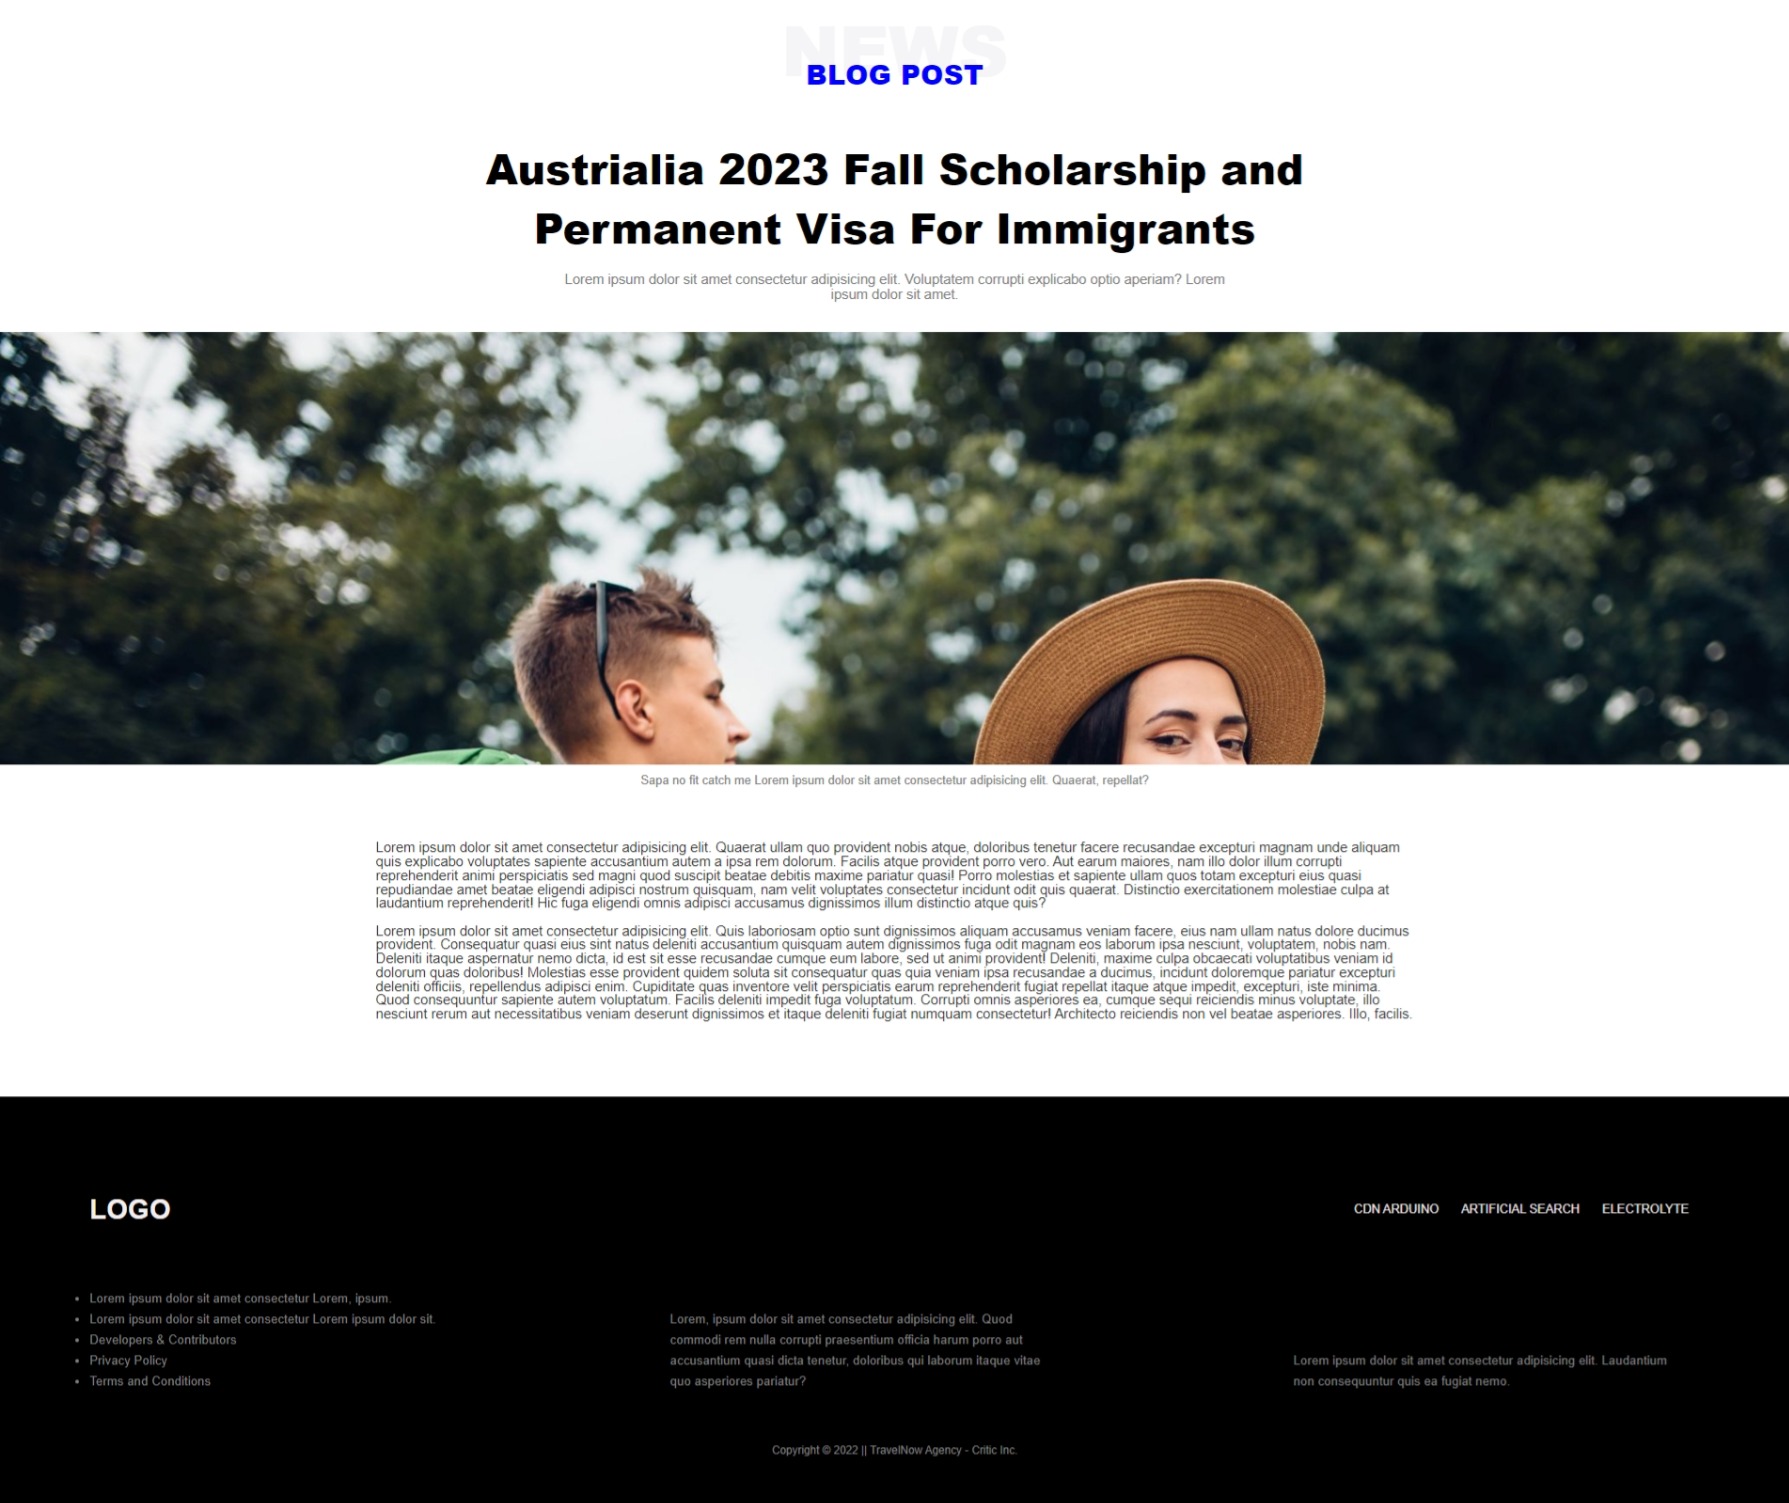 NEWS
BLOG POST
Austrialia 2023 Fall Scholarship and
Permanent Visa For Immigrants
Lorem ipsum dolor sit amet consectetur adipisicing elit. Voluptatem corrupti explicabo optio aperiam? Lorem
ipsum dolor sit amet.
Sapa no fit catch me Lorem ipsum dolor sit amet consectetur adipisicing elit. Quaerat, repellat?
Lorem ipsum dolor sit amet consectetur adipisicing elit. Quaerat ullam quo provident nobis atque, doloribus tenetur facere recusandae excepturi magnam unde aliquam
quis explicabo voluptates sapiente accusantium autem a ipsa rem dolorum. Facilis atque provident porro vero. Aut earum maiores, nam illo dolor illum corrupti
reprehenderit animi perspiciatis sed magni quod suscipit beatae debitis maxime pariatur quasi! Porro molestias et sapiente ullam quos totam excepturi eius quasi
repudiandae amet beatae eligendi adipisci nostrum quisquam, nam velit voluptates consectetur incidunt odit quis quaerat. Distinctio exercitationem molestiae culpa at
laudantium reprehenderit! Hic fuga eligendi omnis adipisci accusamus dignissimos illum distinctio atque quis?
Lorem ipsum dolor sit amet consectetur adipisicing elit. Quis laboriosam optio sunt dignissimos aliquam accusamus veniam facere, eius nam ullam natus dolore ducimus
provident. Consequatur quasi eius sint natus deleniti accusantium quisquam autem dignissimos fuga odit magnam eos laborum ipsa nesciunt, voluptatem, nobis nam.
Deleniti itaque aspernatur nemo dicta, id est sit esse recusandae cumque eum labore, sed ut animi provident! Deleniti, maxime culpa obcaecati voluptatibus veniam id
dolorum quas doloribus! Molestias esse provident quidem soluta sit consequatur quas quia veniam ipsa recusandae a ducimus, incidunt doloremque pariatur excepturi
deleniti officiis, repellendus adipisci enim. Cupiditate quas inventore velit perspiciatis earum reprehenderit fugiat repellat itaque atque impedit, excepturi, iste minima.
Quod consequuntur sapiente autem voluptatum. Facilis deleniti impedit fuga voluptatum. Corrupti omnis asperiores ea, cumque sequi reiciendis minus voluptate, illo
nesciunt rerum aut necessitatibus veniam deserunt dignissimos et itaque deleniti fugiat numquam consectetur! Architecto reiciendis non vel beatae asperiores. Illo, facilis.
LOGO
CDN ARDUINO ARTIFICIAL SEARCH ELECTROLYTE
• Lorem ipsum dolor sit amet consectetur Lorem, ipsum.
• Lorem ipsum dolor sit amet consectetur Lorem ipsum dolor sit.
• Developers & Contributors
• Privacy Policy
• Terms and Conditions
Lorem, ipsum dolor sit amet consectetur adipisicing elit. Quod
commodi rem nulla corrupti praesentium officia harum porro aut
accusantium quasi dicta tenetur, doloribus qui laborum itaque vitae
quo asperiores pariatur?
Lorem ipsum dolor sit amet consectetur adipisicing elit. Laudantium
non consequuntur quis ea fugiat nemo.
Copyright © 2022 || TravelNow Agency - Critic Inc.